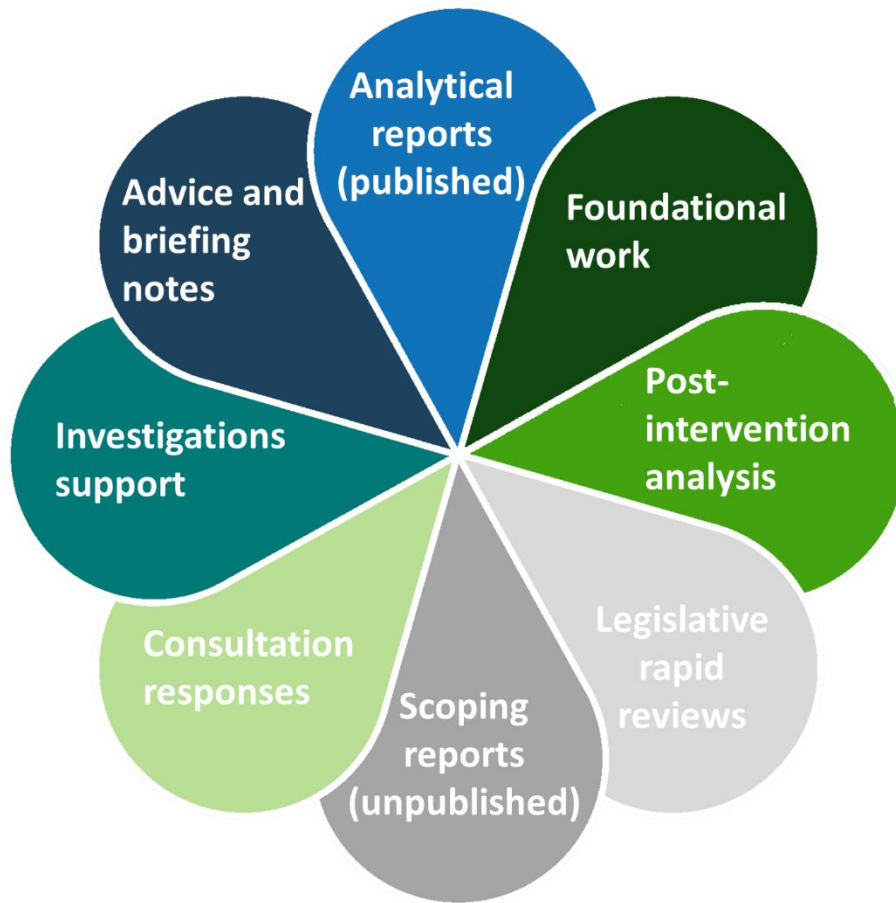 Analytical
reports
(published)
Foundational
work
Post-
intervention
analysis
Legislative
rapid
reviews
Scoping
reports
(unpublished)
Consultation
responses
Investigations
support
Advice and
briefing
notes